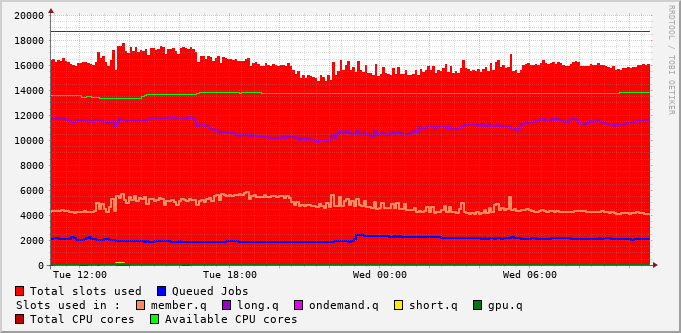 20000
18000
16000
14000
12000
10000
8000
6000
4000
2000
0
Tue 12:00 Tue 18:00 Wed 00:00 Wed 06:00
Total slots used Queued Jobs
Slots used in : member.q long.q ondemand.q short.q gpu.q
Total CPU cores Available CPU cores
RRDTOOL / TOBI OETIKER